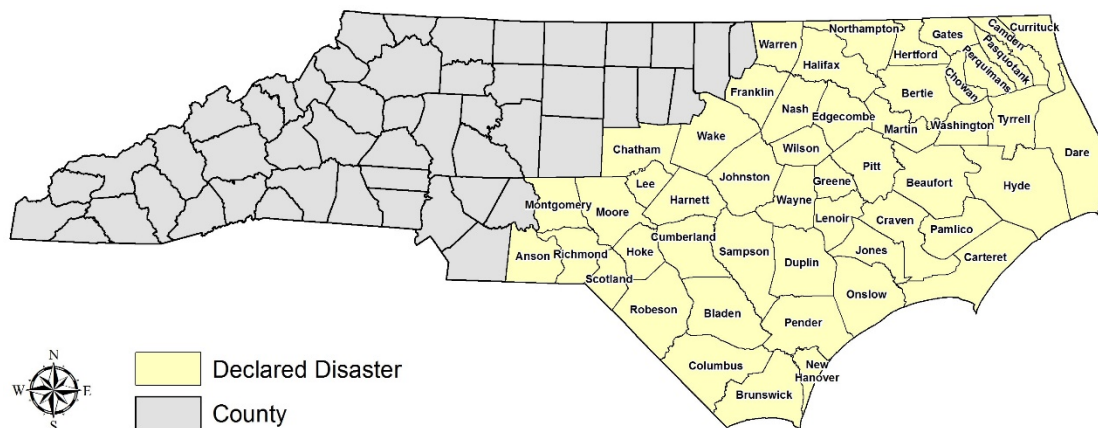 Northampton
Camden
Currituck
Gates
Warren
Hertford
Pasquotank
Perquimans
Halifax
Chowan
Franklin
Bertie
Nash
Edgecombe
Martin
Washington
Tyrrell
Wake
Wilson
Chatham
Dare
Pitt
Johnston
Greene
Beaufort
Hyde
Lee
Harnett
Wayne
Montgomery
Moore
Lenoir
Craven
Pamlico
Cumberland
Anson
Richmond
Hoke
Sampson
Duplin
Jones
Carteret
Scotland
Onslow
Robeson
Bladen
Pender
Columbus
New
Hanover
Brunswick
N
W E
S
Declared Disaster
County